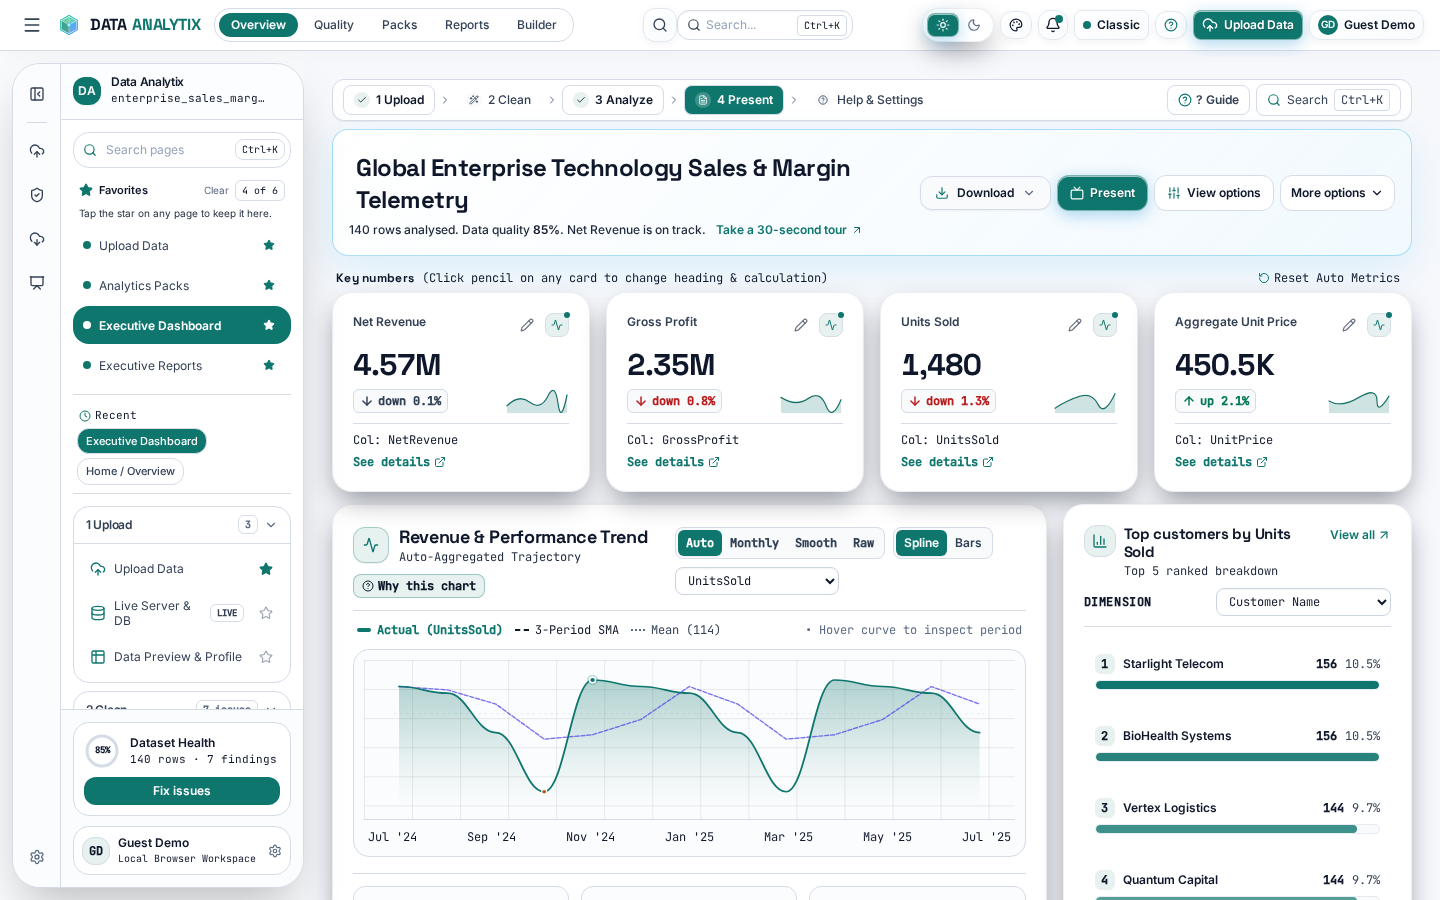 DATA ANALYTIX
Overview
Quality
Packs
Reports
Builder
Search...
Ctrl+K
Classic
Upload Data
GD
Guest Demo
DA
Data Analytix
enterprise_sales_marg…
Search pages
Ctrl+K
Favorites
Clear
4 of 6
Tap the star on any page to keep it here.
Upload Data
Analytics Packs
Executive Dashboard
Executive Reports
Recent
Executive Dashboard
Home / Overview
1 Upload
3
Upload Data
Live Server &
DB
LIVE
Data Preview & Profile
85%
Dataset Health
140 rows · 7 findings
Fix issues
GD
Guest Demo
Local Browser Workspace
1 Upload
2 Clean
3 Analyze
4 Present
Help & Settings
? Guide
Search
Ctrl+K
Global Enterprise Technology Sales & Margin
Telemetry
140 rows analysed. Data quality 85%. Net Revenue is on track. Take a 30-second tour
Download
Present
View options
More options
Key numbers (Click pencil on any card to change heading & calculation)
Reset Auto Metrics
Net Revenue
4.57M
↓ down 0.1%
Col: NetRevenue
See details
Gross Profit
2.35M
↓ down 0.8%
Col: GrossProfit
See details
Units Sold
1,480
↓ down 1.3%
Col: UnitsSold
See details
Aggregate Unit Price
450.5K
↑ up 2.1%
Col: UnitPrice
See details
Revenue & Performance Trend
Auto-Aggregated Trajectory
Why this chart
Auto
Monthly
Smooth
Raw
Spline
Bars
UnitsSold
Actual (UnitsSold)
3-Period SMA
Mean (114)
• Hover curve to inspect period
Jul '24
Sep '24
Nov '24
Jan '25
Mar '25
May '25
Jul '25
Top customers by Units
Sold
View all
Top 5 ranked breakdown
DIMENSION
Customer Name
1 Starlight Telecom 156 10.5%
2 BioHealth Systems 156 10.5%
3 Vertex Logistics 144 9.7%
4 Quantum Capital 144 9.7%